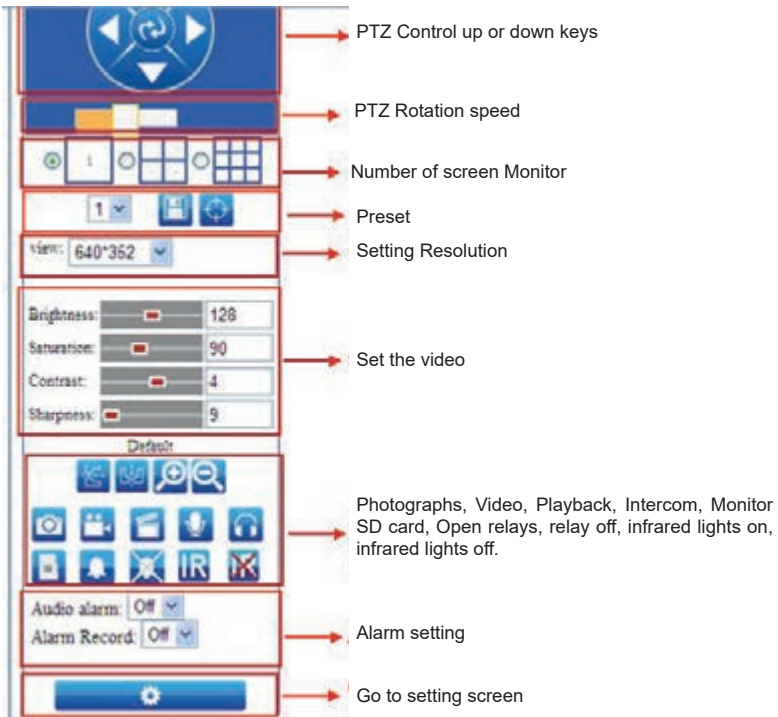 PTZ Control up or down keys
PTZ Rotation speed
1
Number of screen Monitor
1
Preset
view: 640*352
Setting Resolution
Brightness: 128
Saturation: 90
Contrast: 4
Sharpness: 9
Set the video
Default
Photographs, Video, Playback, Intercom, Monitor
SD card, Open relays, relay off, infrared lights on,
infrared lights off.
IR
IR
Audio alarm: Off
Alarm Record: Off
Alarm setting
Go to setting screen